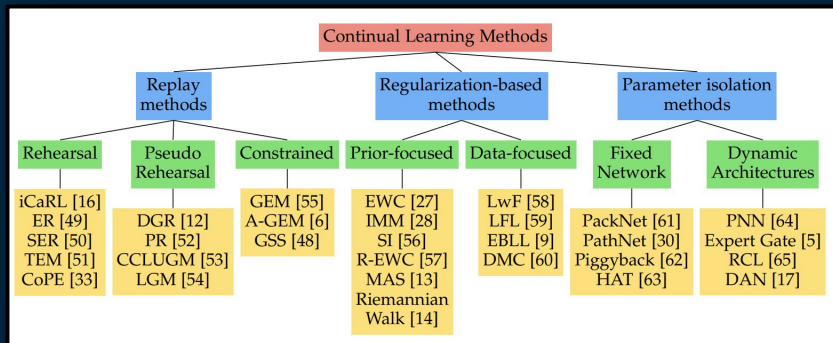 Continual Learning Methods
Replay
methods
Regularization-based
methods
Parameter isolation
methods
Rehearsal
iCaRL [16]
ER [49]
SER [50]
TEM [51]
CoPE [33]
Pseudo
Rehearsal
DGR [12]
PR [52]
CCLUGM [53]
LGM [54]
Constrained
GEM [55]
A-GEM [6]
GSS [48]
Prior-focused
EWC [27]
IMM [28]
SI [56]
R-EWC [57]
MAS [13]
Riemannian
Walk [14]
Data-focused
LwF [58]
LFL [59]
EBLL [9]
DMC [60]
Fixed
Network
PackNet [61]
PathNet [30]
Piggyback [62]
HAT [63]
Dynamic
Architectures
PNN [64]
Expert Gate [5]
RCL [65]
DAN [17]